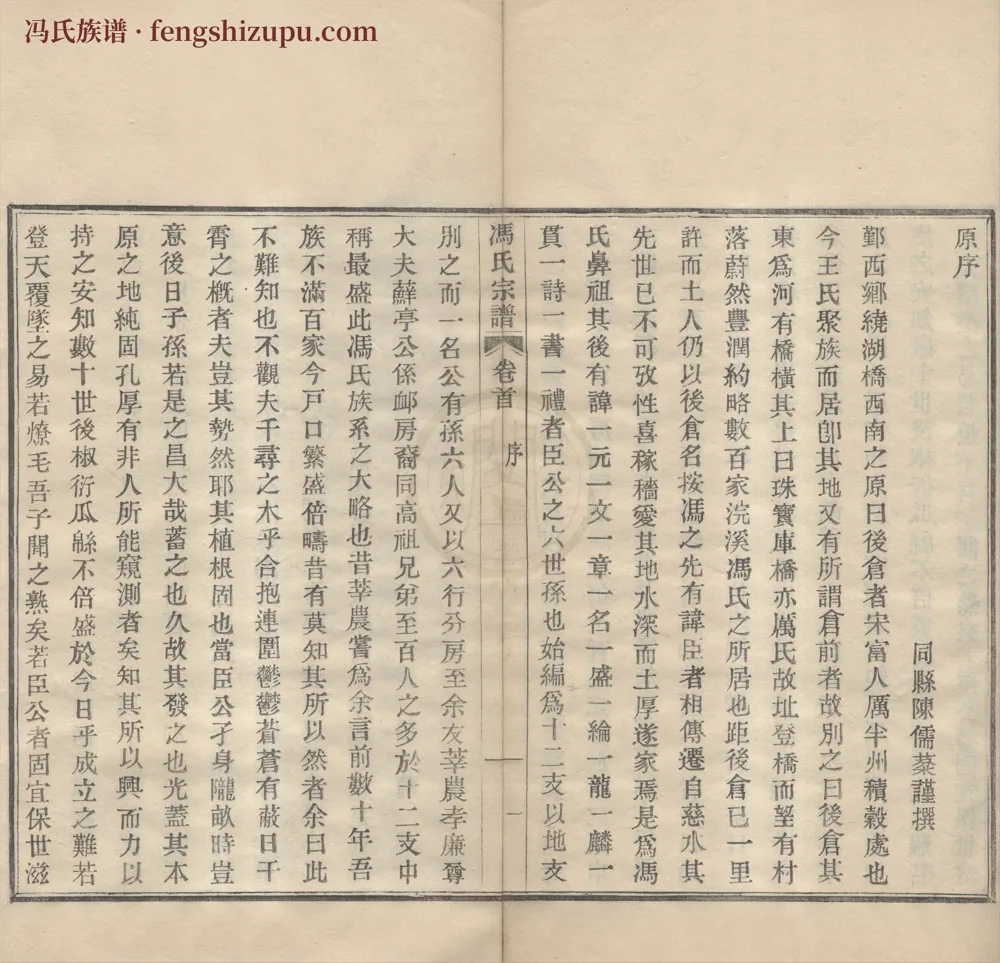 冯氏族谱 · fengshizupu.com
原序
同縣陳儒棻謹撰
鄞西鄉繞湖橋西南之原曰後倉者宋富人厲半州積穀處也
今王氏聚族而居卽其地又有所謂倉前者故別之曰後倉其
東爲河有橋橫其上曰珠寶庫橋亦厲氏故址登橋而望有村
落蔚然豐潤約略數百家浣溪馮氏之所居也距後倉已一里
許而土人仍以後倉名按馮之先有諱臣者相傳遷自慈水其
先世已不可攷性喜稼穡愛其地水深而土厚遂家焉是爲馮
氏鼻祖其後有諱一元一文一章一名一盛一綸一龍一麟一
貫一詩一書一禮者臣公之六世孫也始編爲十二支以地支
馮氏宗譜
卷首
序
一
別之而一名公有孫六人又以六行分房至余友莘農孝廉尊
大夫蘚亭公係邮房裔同高祖兄弟至百人之多於十二支中
稱最盛此馮氏族系之大略也昔莘農嘗爲余言前數十年吾
族不滿百家今戸口繁盛倍疇昔有莫知其所以然者余曰此
不難知也不觀夫千尋之木乎合抱連圍鬱鬱蒼蒼有蔽日干
霄之概者夫豈其勢然耶其植根固也當臣公孑身隴畝時豈
意後日子孫若是之昌大哉蓄之也久故其發之也光蓋其本
原之地純固孔厚有非人所能窺測者矣知其所以興而力以
持之安知數十世後椒衍瓜緜不倍盛於今日乎成立之難若
登天覆墜之易若燎毛吾子聞之熟矣若臣公者固宜保世滋